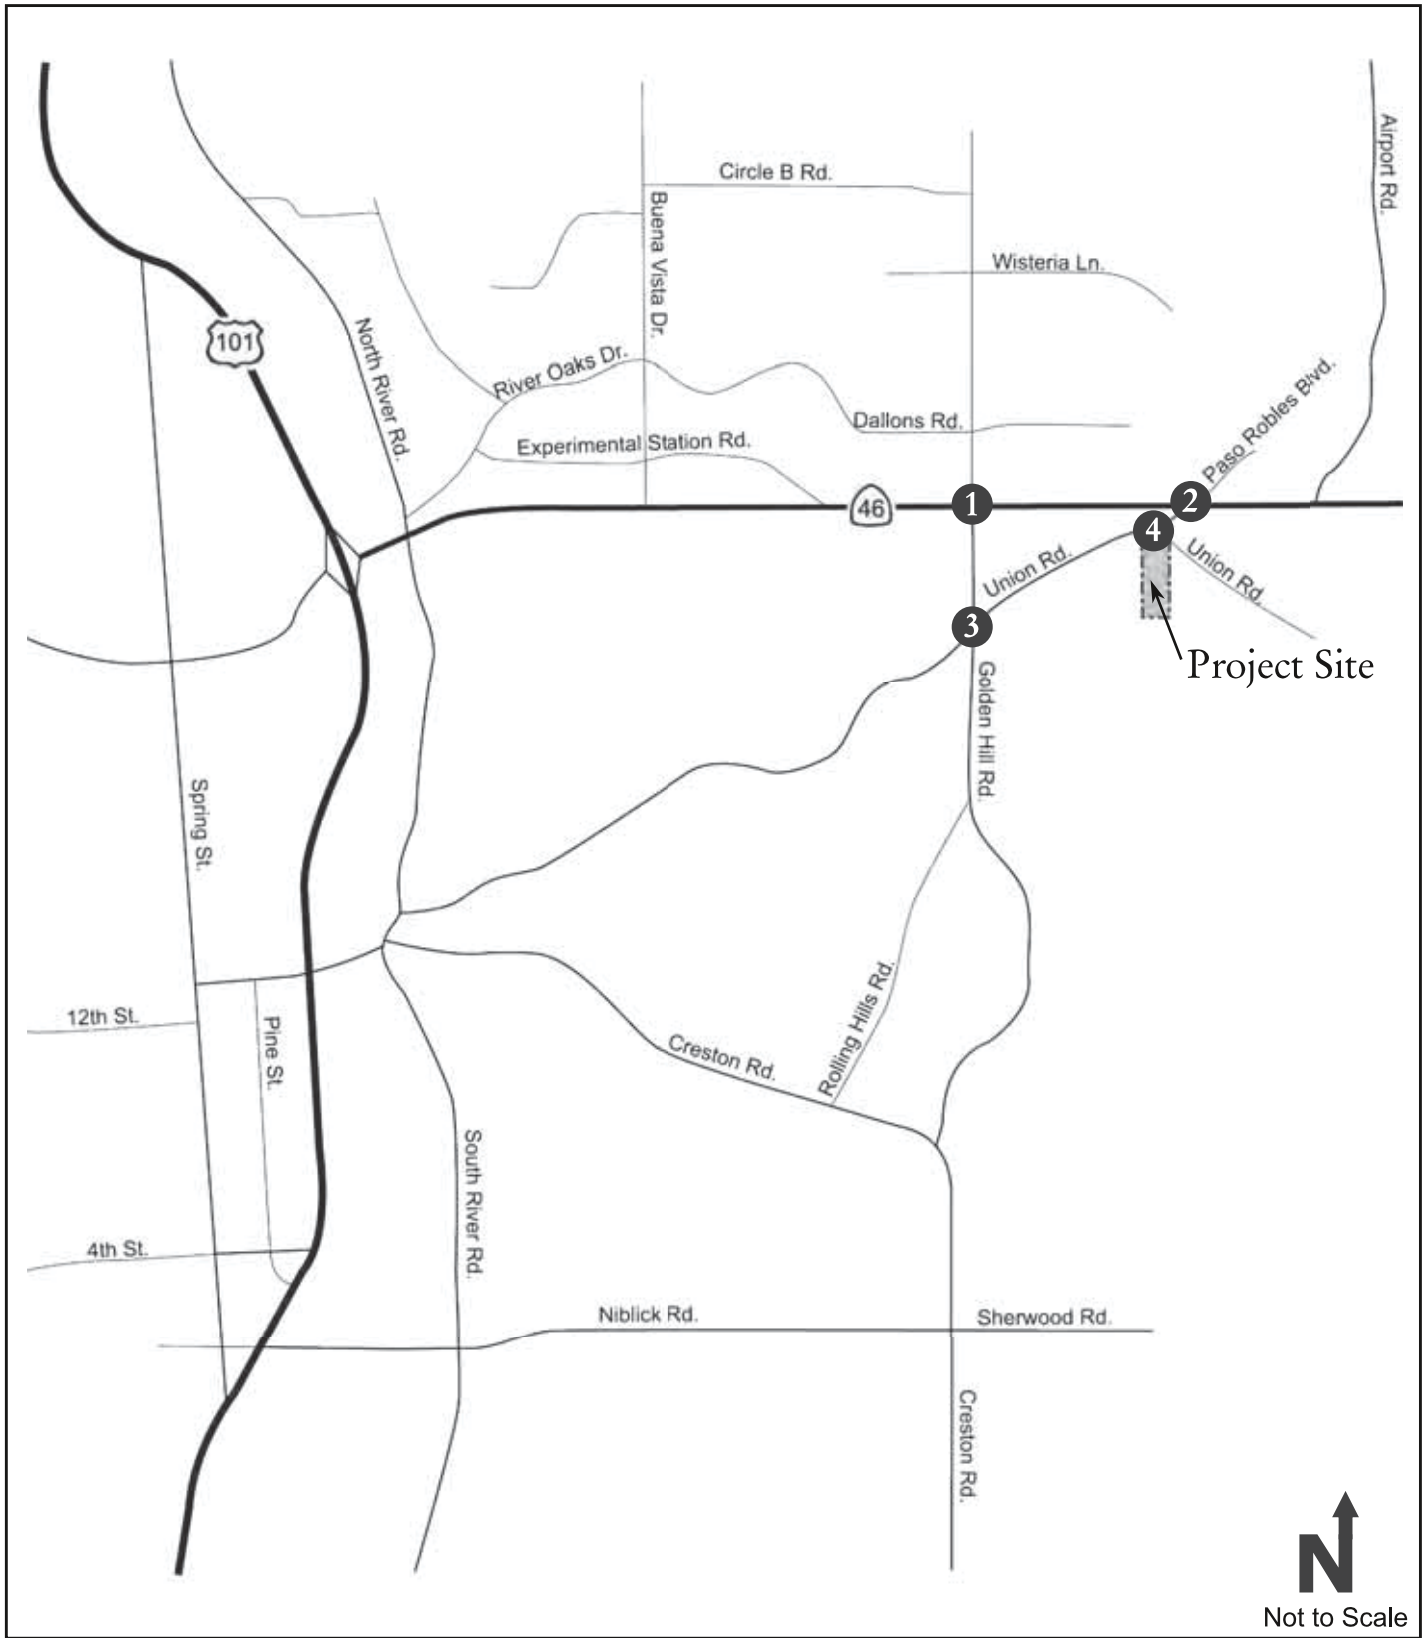 Circle B Rd.
Airport Rd.
Buena Vista Dr.
Wisteria Ln.
101
North River Rd.
River Oaks Dr.
Paso Robles Blvd.
Dallons Rd.
Experimental Station Rd.
46
1
2
4
Union Rd.
Union Rd.
3
Project Site
Golden Hill Rd.
Spring St.
Rolling Hills Rd.
12th St.
Pine St.
Creston Rd.
South River Rd.
4th St.
Niblick Rd.
Sherwood Rd.
Creston Rd.
N
Not to Scale